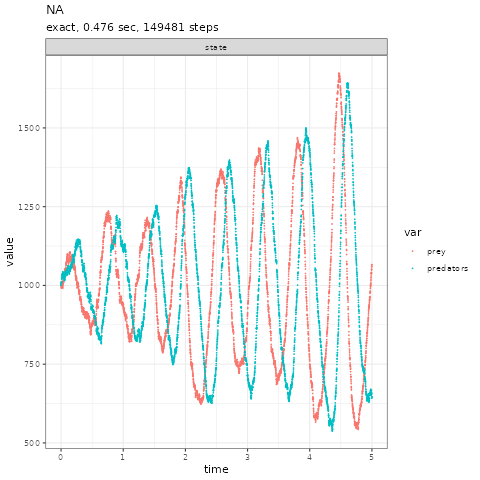 NA
exact, 0.476 sec, 149481 steps
state
1500
1250
1000
750
500
value
0 1 2 3 4 5
time
var
prey
predators